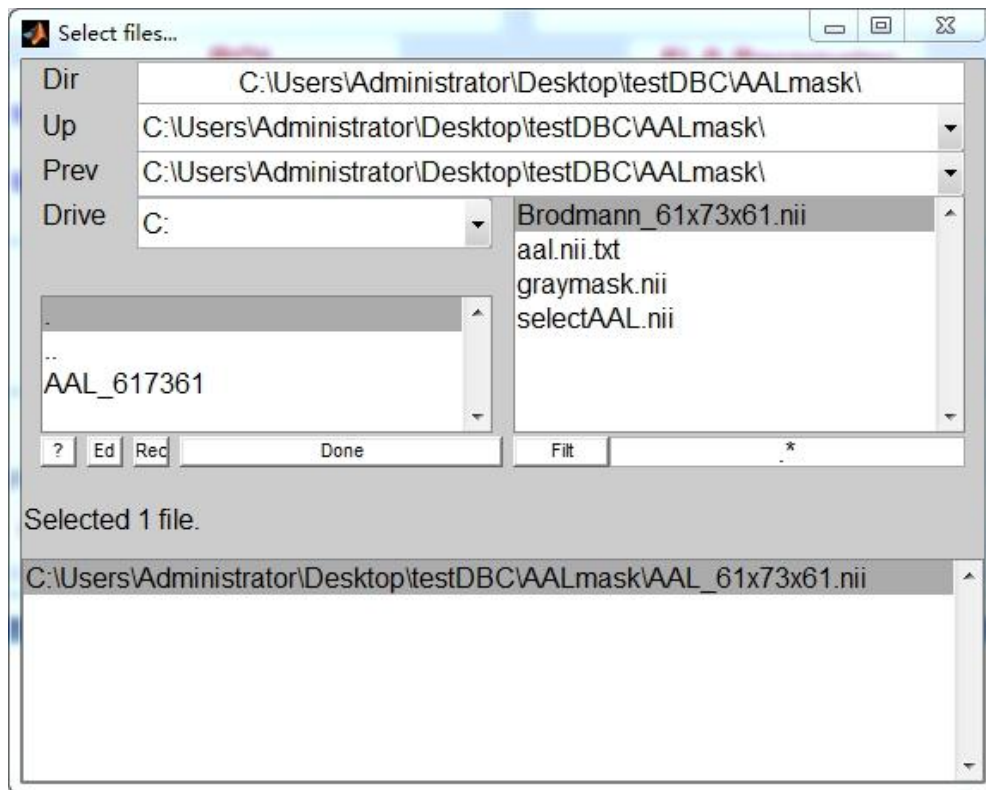 Select files...
Dir C:\Users\Administrator\Desktop\testDBC\AALmask\
Up C:\Users\Administrator\Desktop\testDBC\AALmask\
Prev C:\Users\Administrator\Desktop\testDBC\AALmask\
Drive C:
Brodmann_61x73x61.nii
aal.nii.txt
graymask.nii
selectAAL.nii
.
..
AAL_617361
? Ed Rec Done Filt .*
Selected 1 file.
C:\Users\Administrator\Desktop\testDBC\AALmask\AAL_61x73x61.nii